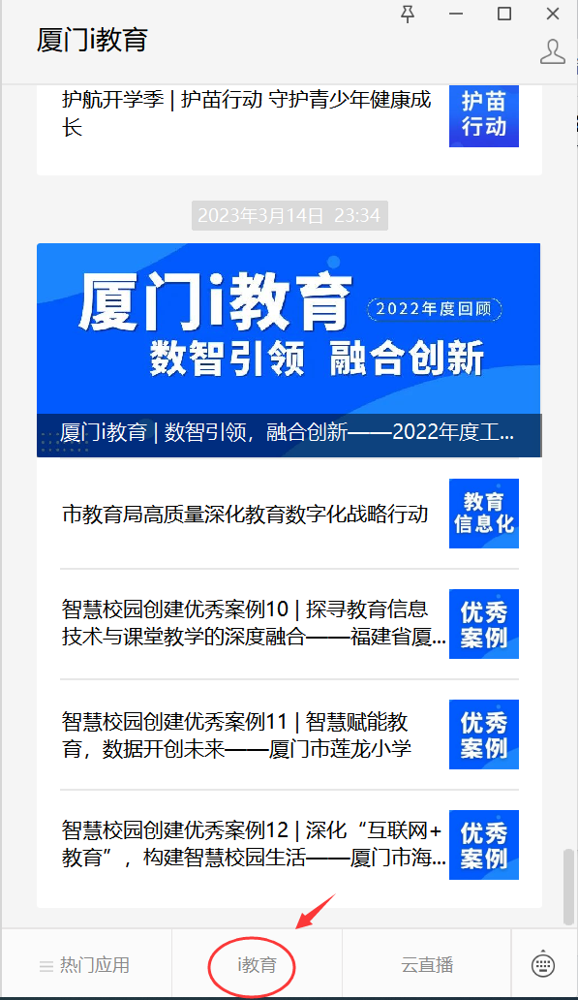 厦门i教育
护航开学季 | 护苗行动 守护青少年健康成
长
护苗
行动
2023年3月14日 23:34
厦门i教育
2022年度回顾
数智引领 融合创新
厦门i教育 | 数智引领，融合创新——2022年度工...
市教育局高质量深化教育数字化战略行动
教育
信息化
智慧校园创建优秀案例10 | 探寻教育信息
技术与课堂教学的深度融合——福建省厦...
优秀
案例
智慧校园创建优秀案例11 | 智慧赋能教
育，数据开创未来——厦门市莲龙小学
优秀
案例
智慧校园创建优秀案例12 | 深化“互联网+
教育”，构建智慧校园生活——厦门市海...
优秀
案例
热门应用
i教育
云直播